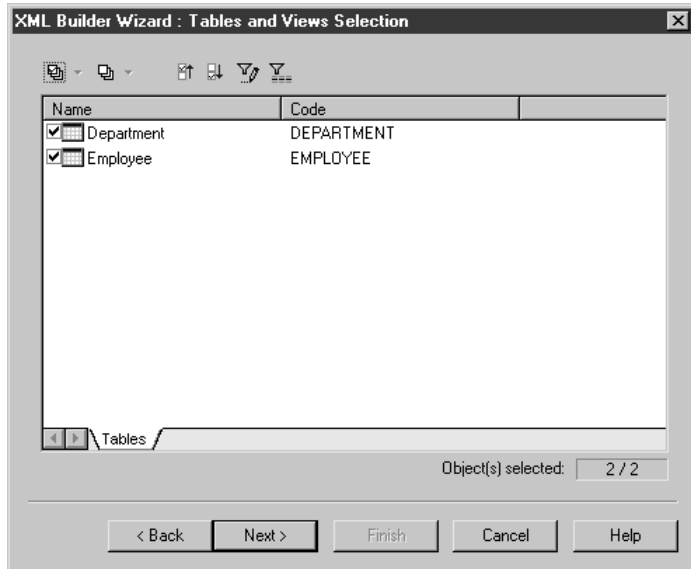 XML Builder Wizard : Tables and Views Selection
Name Code
Department DEPARTMENT
Employee EMPLOYEE
Tables
Object(s) selected: 2 / 2
< Back Next > Finish Cancel Help